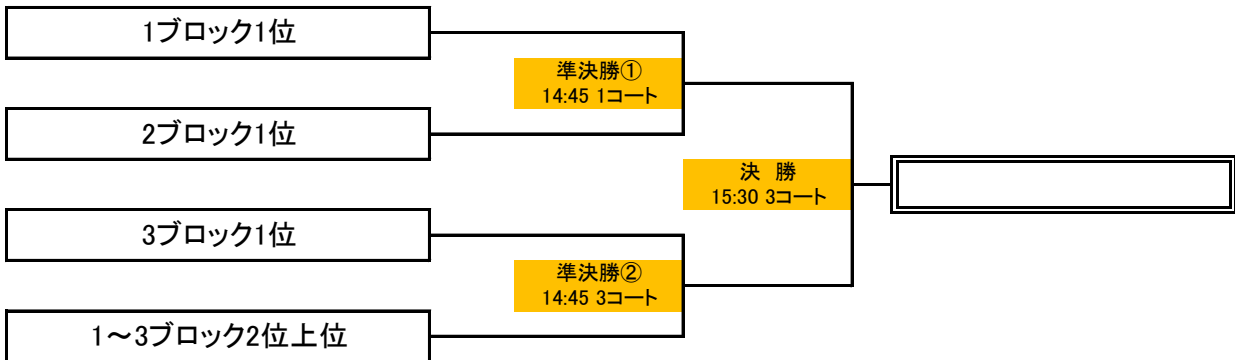 1ブロック1位
準決勝①
14:45 1コート
2ブロック1位
決 勝
15:30 3コート
3ブロック1位
準決勝②
14:45 3コート
1～3ブロック2位上位